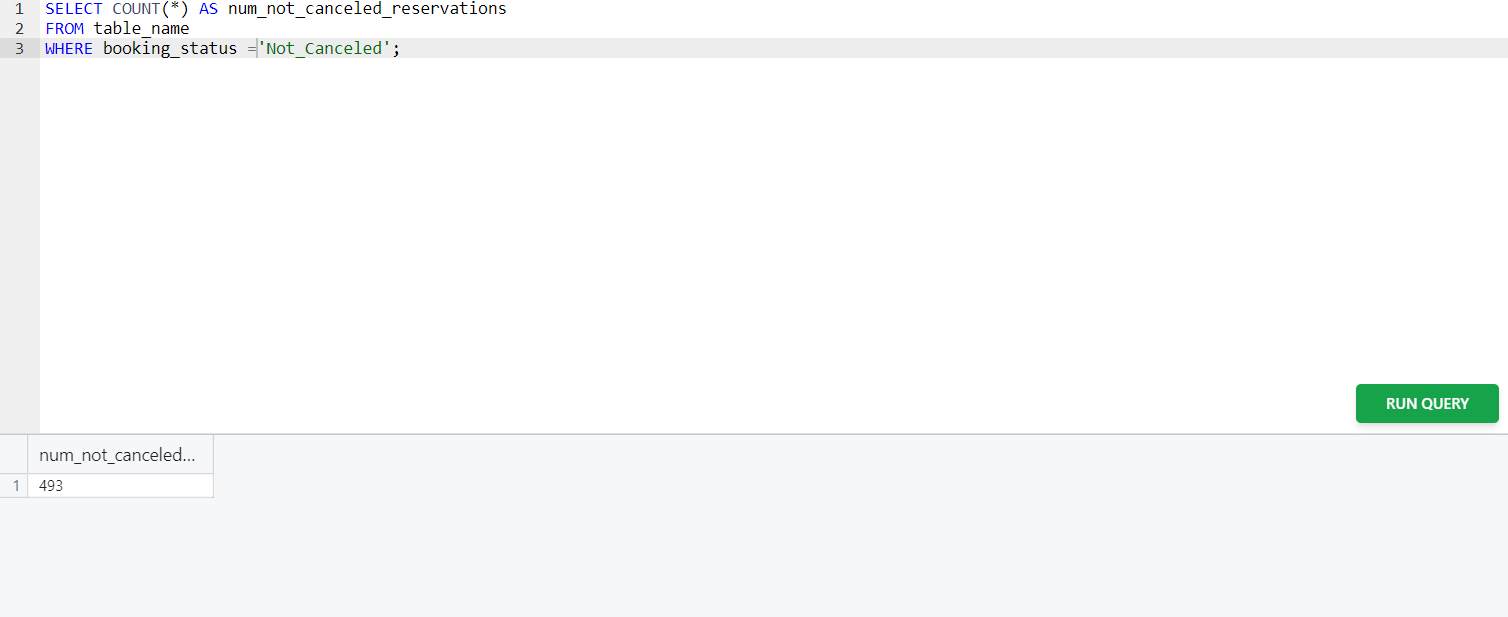 1 SELECT COUNT(*) AS num_not_canceled_reservations
2 FROM table_name
3 WHERE booking_status ='Not_Canceled';
RUN QUERY
num_not_canceled...
1 493